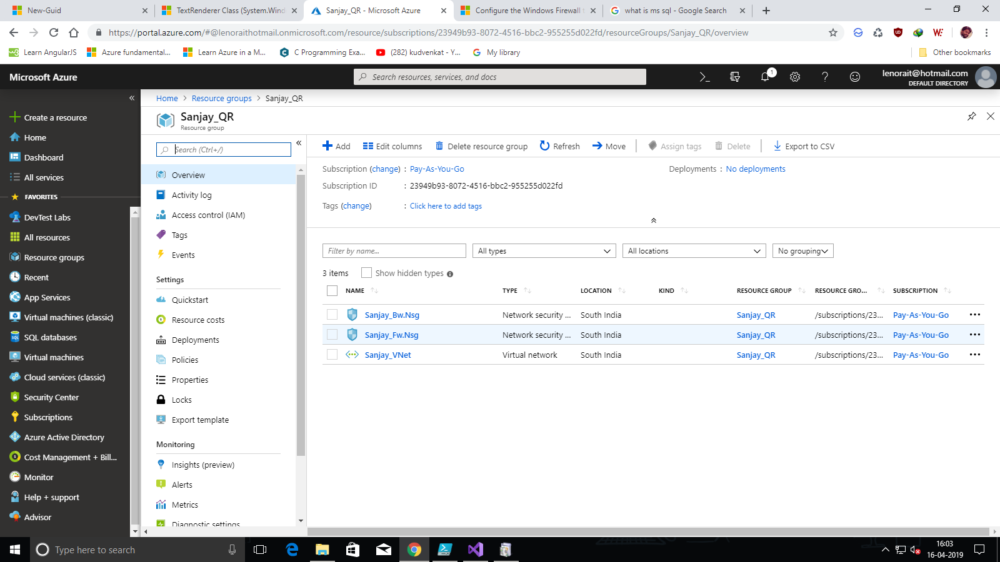 New-Guid
TextRenderer Class (System.Wind
Sanjay_QR - Microsoft Azure
Configure the Windows Firewall t
what is ms sql - Google Search
https://portal.azure.com/#@lenoraithotmail.onmicrosoft.com/resource/subscriptions/23949b93-8072-4516-bbc2-955255d022fd/resourceGroups/Sanjay_QR/overview
Learn AngularJS
Azure fundamental...
Learn Azure in a M...
C Programming Exa...
(282) kudvenkat - Y...
My library
Other bookmarks
Microsoft Azure
Search resources, services, and docs
1
lenorait@hotmail.com
DEFAULT DIRECTORY
Create a resource
Home
Dashboard
All services
FAVORITES
DevTest Labs
All resources
Resource groups
Recent
App Services
Virtual machines (classic)
SQL databases
Virtual machines
Cloud services (classic)
Security Center
Subscriptions
Azure Active Directory
Cost Management + Bill...
Monitor
Help + support
Advisor
Home > Resource groups > Sanjay_QR
Sanjay_QR
Resource group
Search (Ctrl+/)
Overview
Activity log
Access control (IAM)
Tags
Events
Settings
Quickstart
Resource costs
Deployments
Policies
Properties
Locks
Export template
Monitoring
Insights (preview)
Alerts
Metrics
Diagnostic settings
Add
Edit columns
Delete resource group
Refresh
Move
Assign tags
Delete
Export to CSV
Subscription (change) : Pay-As-You-Go
Deployments : No deployments
Subscription ID : 23949b93-8072-4516-bbc2-955255d022fd
Tags (change) : Click here to add tags
Filter by name...
All types
All locations
No grouping
3 items
Show hidden types
NAME TYPE LOCATION KIND RESOURCE GROUP RESOURCE GRO... SUBSCRIPTION
Sanjay_Bw.Nsg Network security ... South India Sanjay_QR /subscriptions/23... Pay-As-You-Go
Sanjay_Fw.Nsg Network security ... South India Sanjay_QR /subscriptions/23... Pay-As-You-Go
Sanjay_VNet Virtual network South India Sanjay_QR /subscriptions/23... Pay-As-You-Go
Type here to search
16:03
16-04-2019